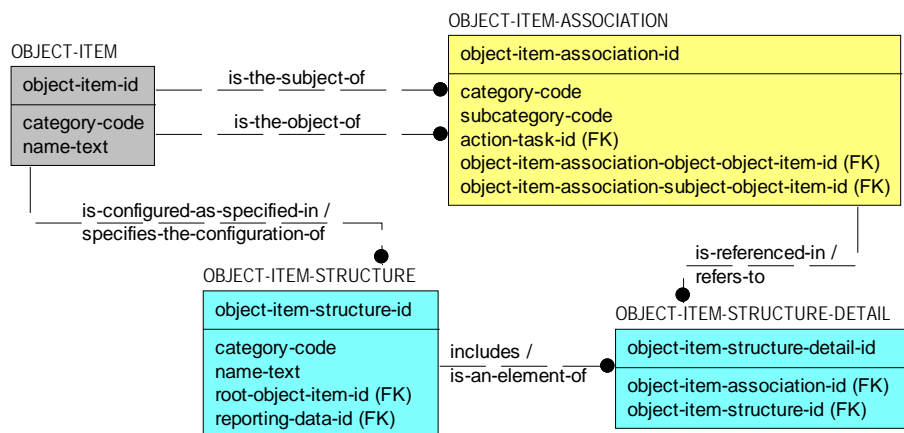 OBJECT-ITEM-ASSOCIATION
OBJECT-ITEM
object-item-id
category-code
name-text
is-the-subject-of
is-the-object-of
object-item-association-id
category-code
subcategory-code
action-task-id (FK)
object-item-association-object-object-item-id (FK)
object-item-association-subject-object-item-id (FK)
is-configured-as-specified-in /
specifies-the-configuration-of
is-referenced-in /
refers-to
OBJECT-ITEM-STRUCTURE
object-item-structure-id
category-code
name-text
root-object-item-id (FK)
reporting-data-id (FK)
includes /
is-an-element-of
OBJECT-ITEM-STRUCTURE-DETAIL
object-item-structure-detail-id
object-item-association-id (FK)
object-item-structure-id (FK)